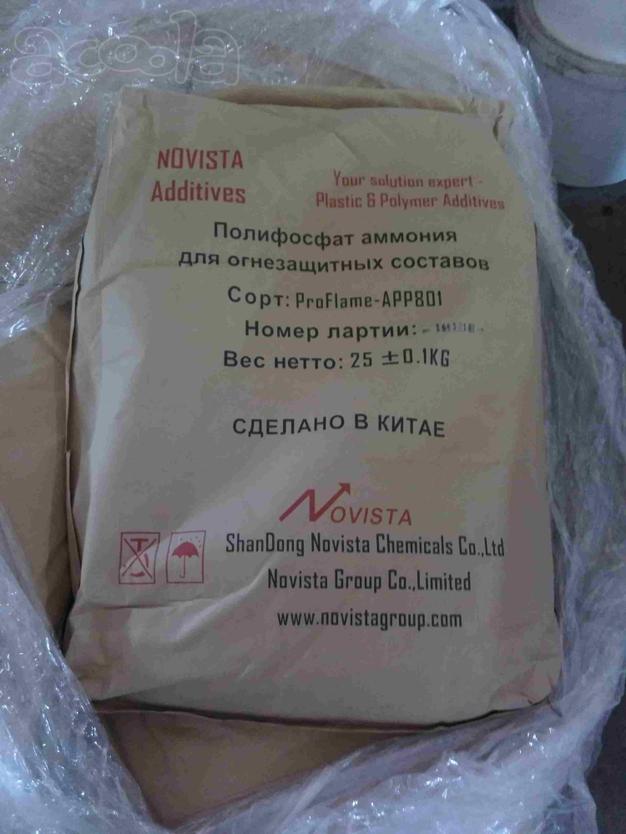 acoola
NOVISTA
Additives
Your solution expert -
Plastic & Polymer Additives
Полифосфат аммония
для огнезащитных составов
Сорт: ProFlame-APP801
Номер лартии:
Вес нетто: 25 ±0.1KG
СДЕЛАНО В КИТАЕ
NOVISTA
ShanDong Novista Chemicals Co.,Ltd
Novista Group Co.,Limited
www.novistagroup.com